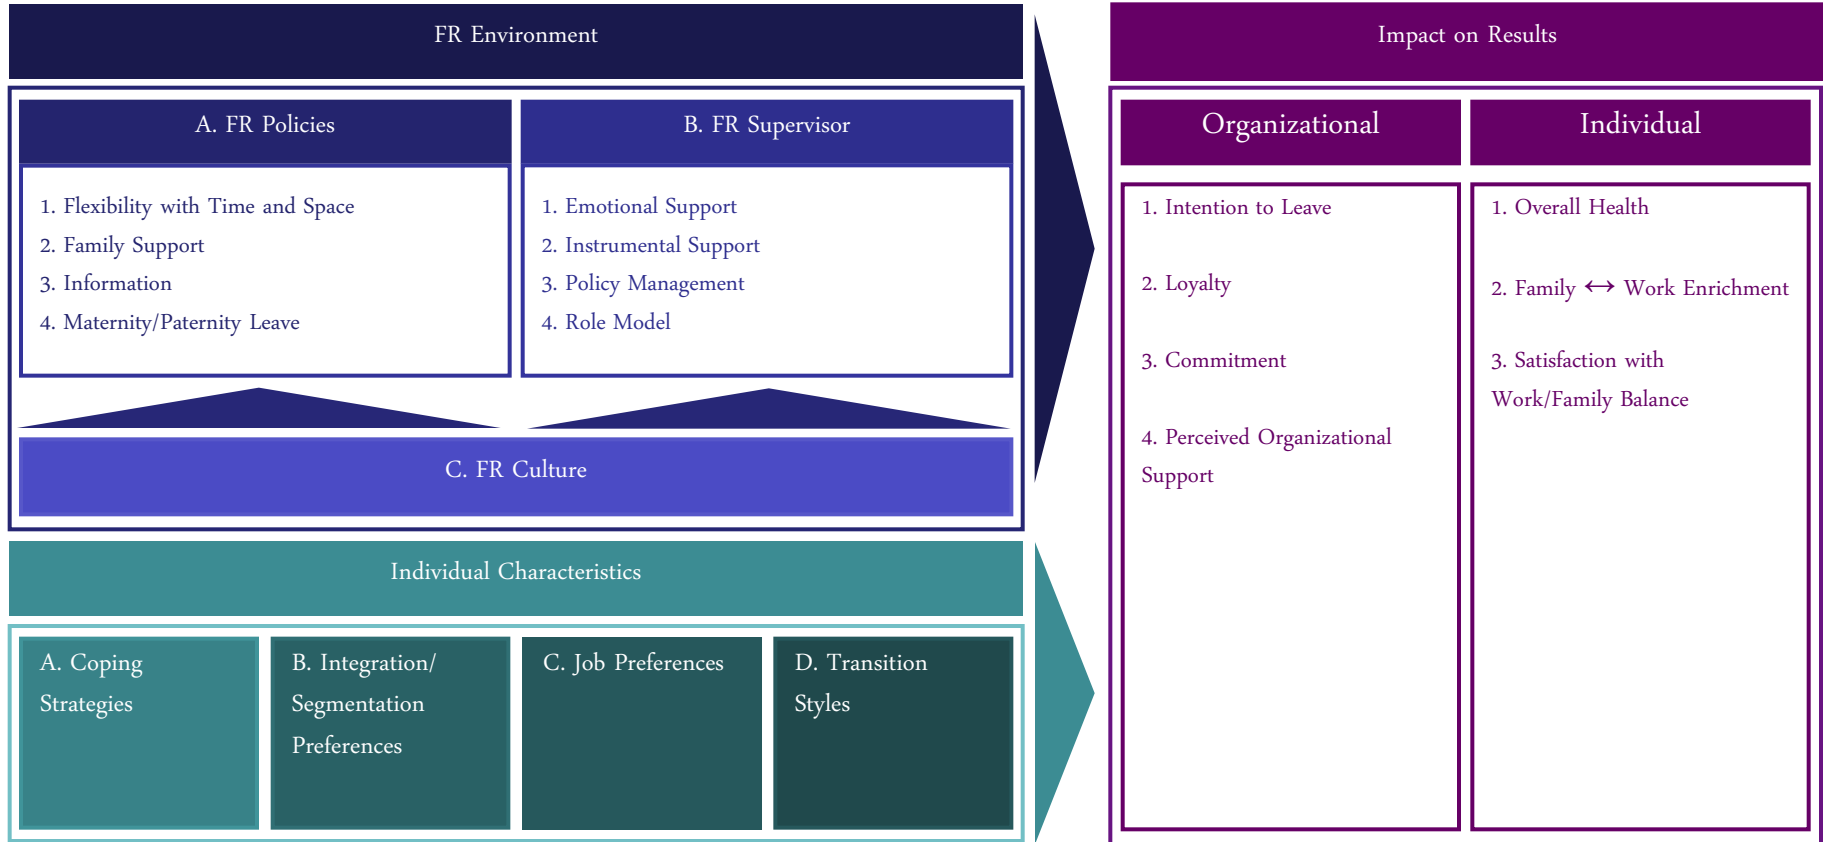 FR Environment
A. FR Policies
1. Flexibility with Time and Space
2. Family Support
3. Information
4. Maternity/Paternity Leave
B. FR Supervisor
1. Emotional Support
2. Instrumental Support
3. Policy Management
4. Role Model
C. FR Culture
Individual Characteristics
A. Coping
Strategies
B. Integration/
Segmentation
Preferences
C. Job Preferences
D. Transition
Styles
Impact on Results
Organizational
1. Intention to Leave
2. Loyalty
3. Commitment
4. Perceived Organizational
Support
Individual
1. Overall Health
2. Family ↔ Work Enrichment
3. Satisfaction with
Work/Family Balance